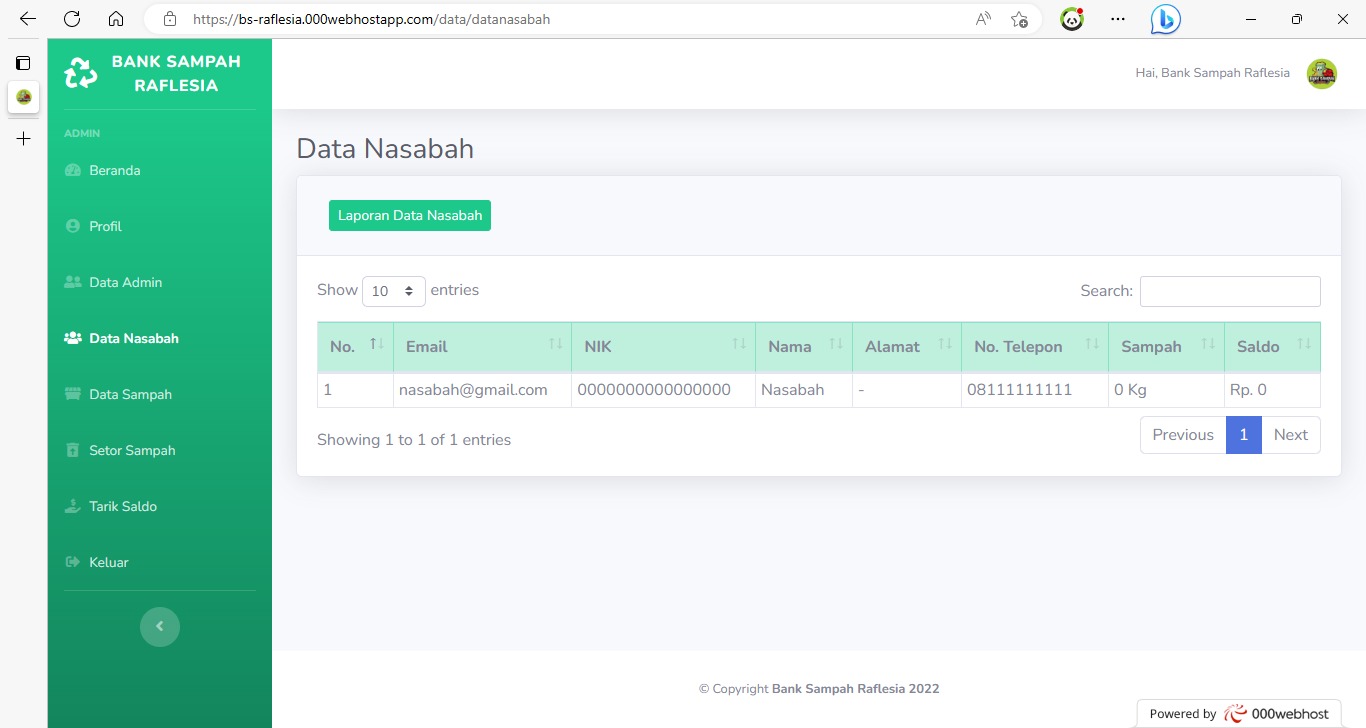 https://bs-raflesia.000webhostapp.com/data/datanasabah
BANK SAMPAH
RAFLESIA
Hai, Bank Sampah Raflesia
ADMIN
Beranda
Profil
Data Admin
Data Nasabah
Data Sampah
Setor Sampah
Tarik Saldo
Keluar
Data Nasabah
Laporan Data Nasabah
Show 10 entries
Search:
No. Email NIK Nama Alamat No. Telepon Sampah Saldo
1 nasabah@gmail.com 0000000000000000 Nasabah - 08111111111 0 Kg Rp. 0
Showing 1 to 1 of 1 entries
Previous 1 Next
© Copyright Bank Sampah Raflesia 2022
Powered by 000webhost